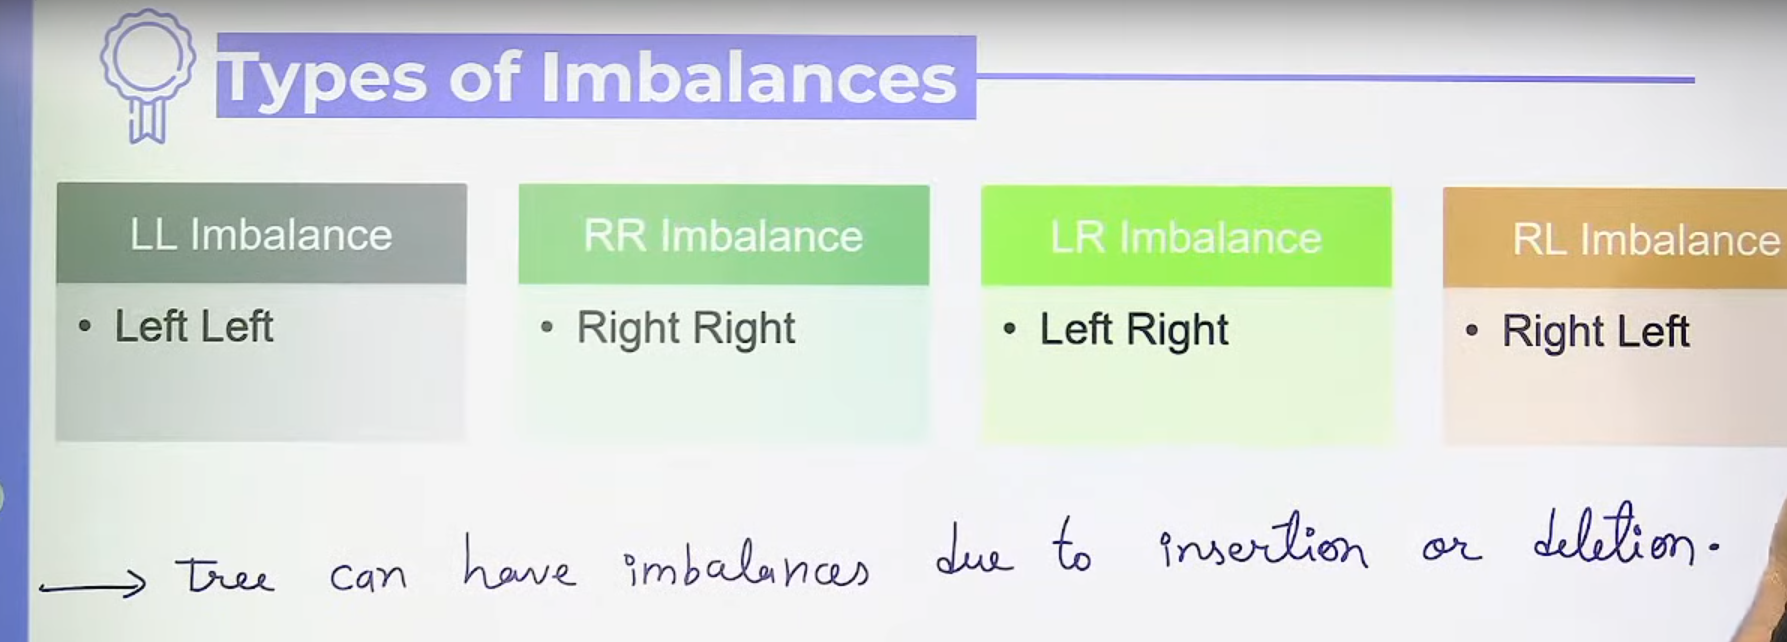 Types of Imbalances
LL Imbalance
• Left Left
RR Imbalance
• Right Right
LR Imbalance
• Left Right
RL Imbalance
• Right Left
→ tree can have imbalances due to insertion or deletion.